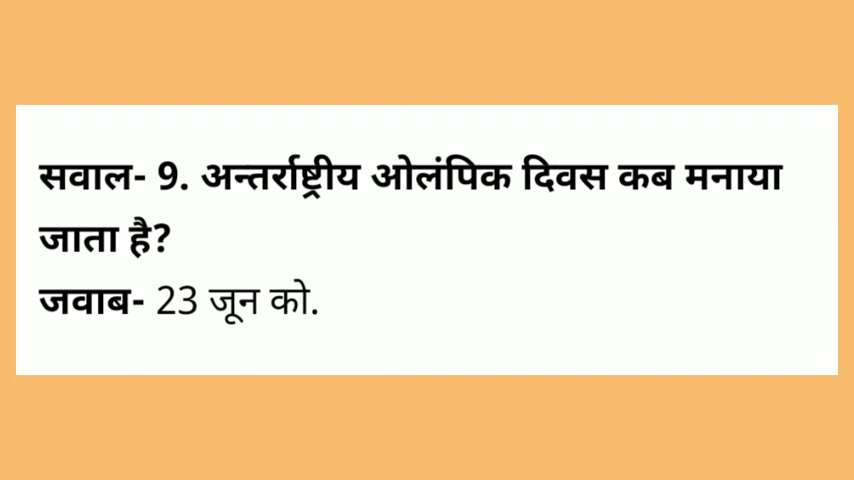 सवाल- 9. अन्तर्राष्ट्रीय ओलंपिक दिवस कब मनाया
जाता है?
जवाब- 23 जून को.